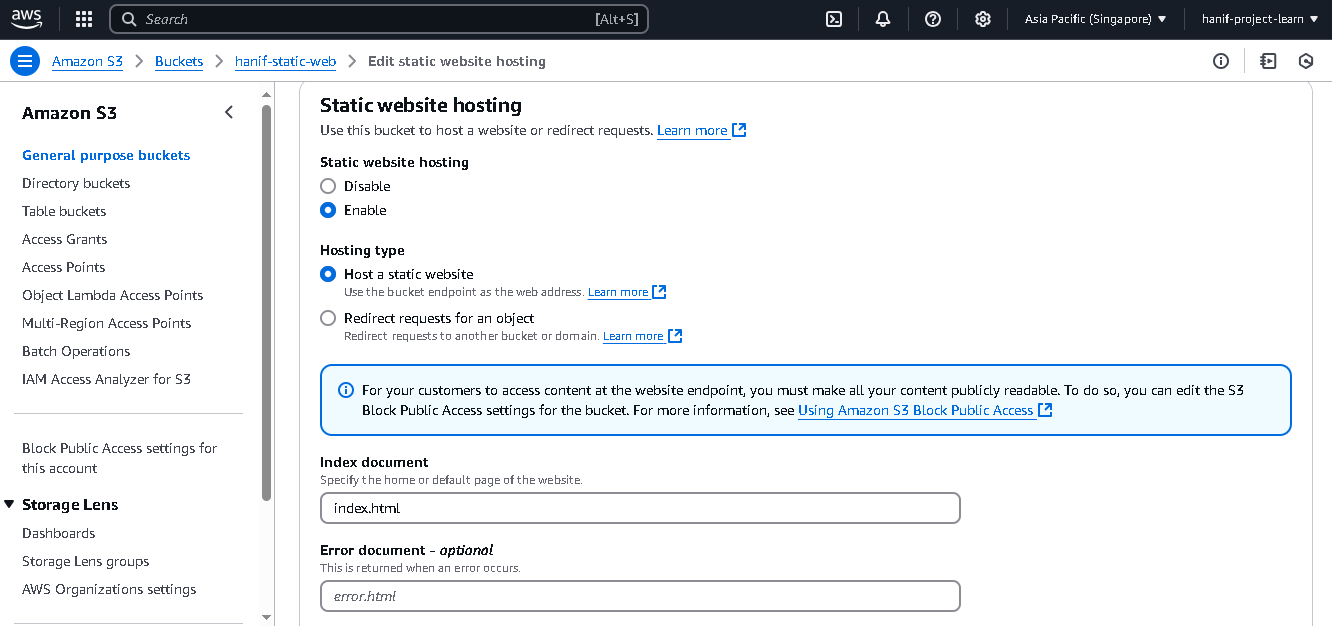 aws
Search [Alt+S]
Asia Pacific (Singapore) ▼
hanif-project-learn ▼
Amazon S3 > Buckets > hanif-static-web > Edit static website hosting
Amazon S3
General purpose buckets
Directory buckets
Table buckets
Access Grants
Access Points
Object Lambda Access Points
Multi-Region Access Points
Batch Operations
IAM Access Analyzer for S3
Block Public Access settings for
this account
Storage Lens
Dashboards
Storage Lens groups
AWS Organizations settings
Static website hosting
Use this bucket to host a website or redirect requests. Learn more
Static website hosting
Disable
Enable
Hosting type
Host a static website
Use the bucket endpoint as the web address. Learn more
Redirect requests for an object
Redirect requests to another bucket or domain. Learn more
For your customers to access content at the website endpoint, you must make all your content publicly readable. To do so, you can edit the S3
Block Public Access settings for the bucket. For more information, see Using Amazon S3 Block Public Access
Index document
Specify the home or default page of the website.
index.html
Error document - optional
This is returned when an error occurs.
error.html